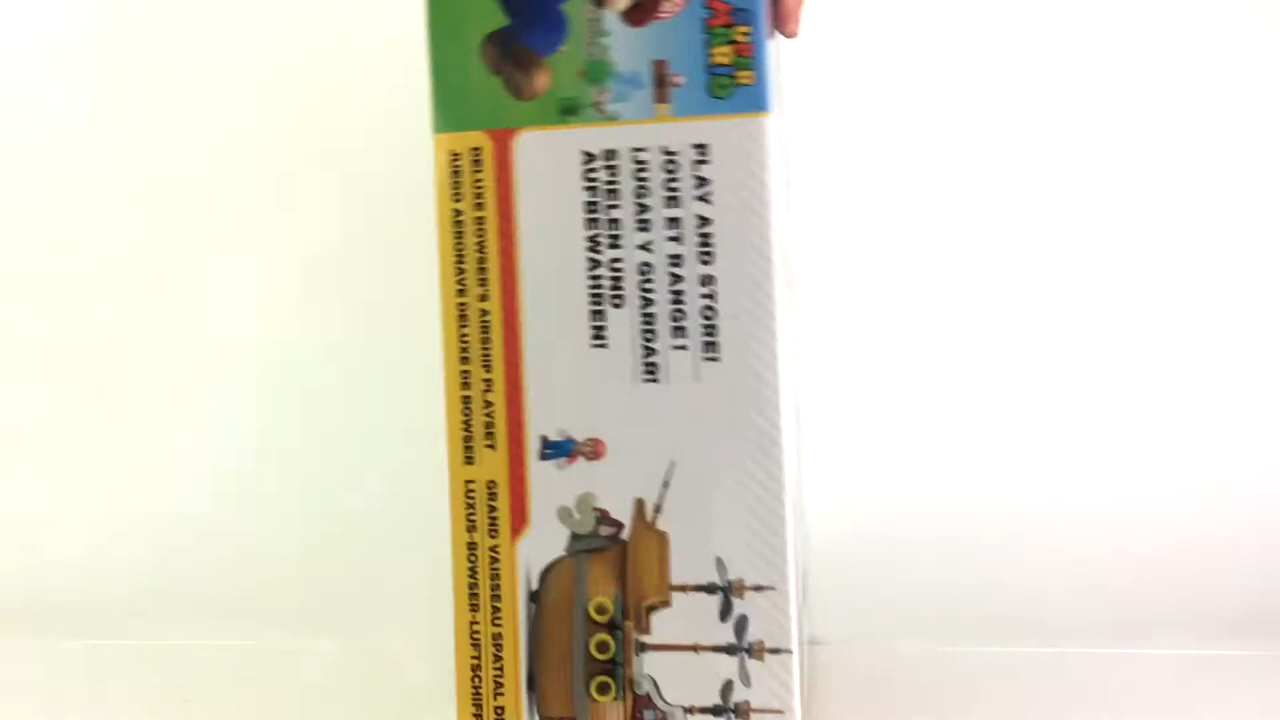 SUPER
MARIO
PLAY AND STORE!
JOUE ET RANGE !
¡JUGAR Y GUARDAR!
SPIELEN UND
AUFBEWAHREN!
DELUXE BOWSER'S AIRSHIP PLAYSET
JUEGO AERONAVE DELUXE DE BOWSER
GRAND VAISSEAU SPATIAL DE
LUXUS-BOWSER-LUFTSCHIFF